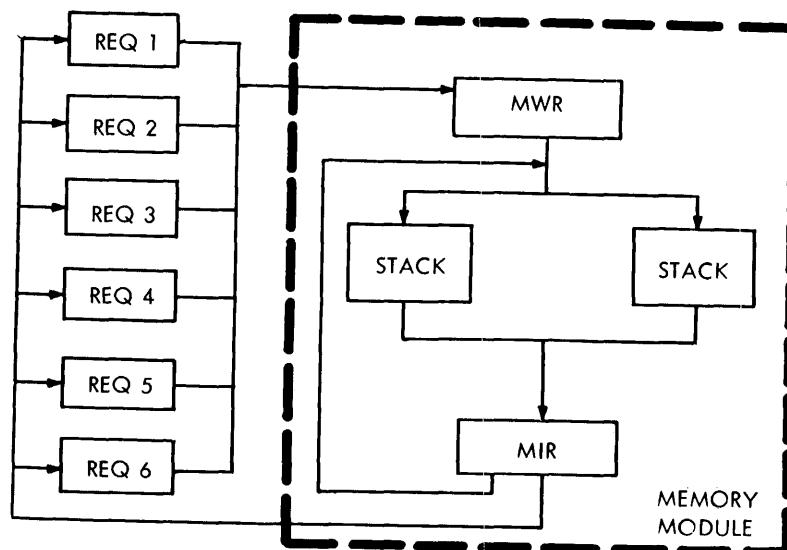 REQ 1
REQ 2
REQ 3
REQ 4
REQ 5
REQ 6
MWR
STACK
STACK
MIR
MEMORY
MODULE